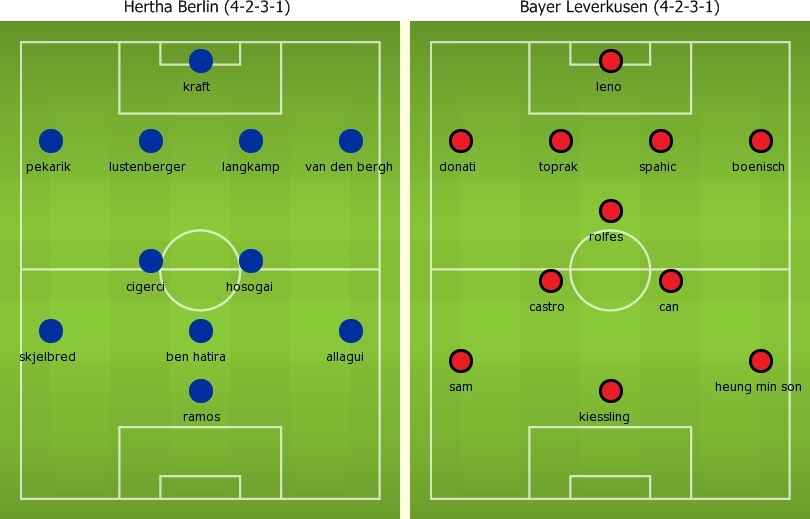 Hertha Berlin (4-2-3-1)
kraft
pekarik lustenberger langkamp van den bergh
cigerci hosogai
skjelbred ben hatira allagui
ramos
Bayer Leverkusen (4-2-3-1)
leno
donati toprak spahic boenisch
rolfes
castro can
sam heung min son
kiessling